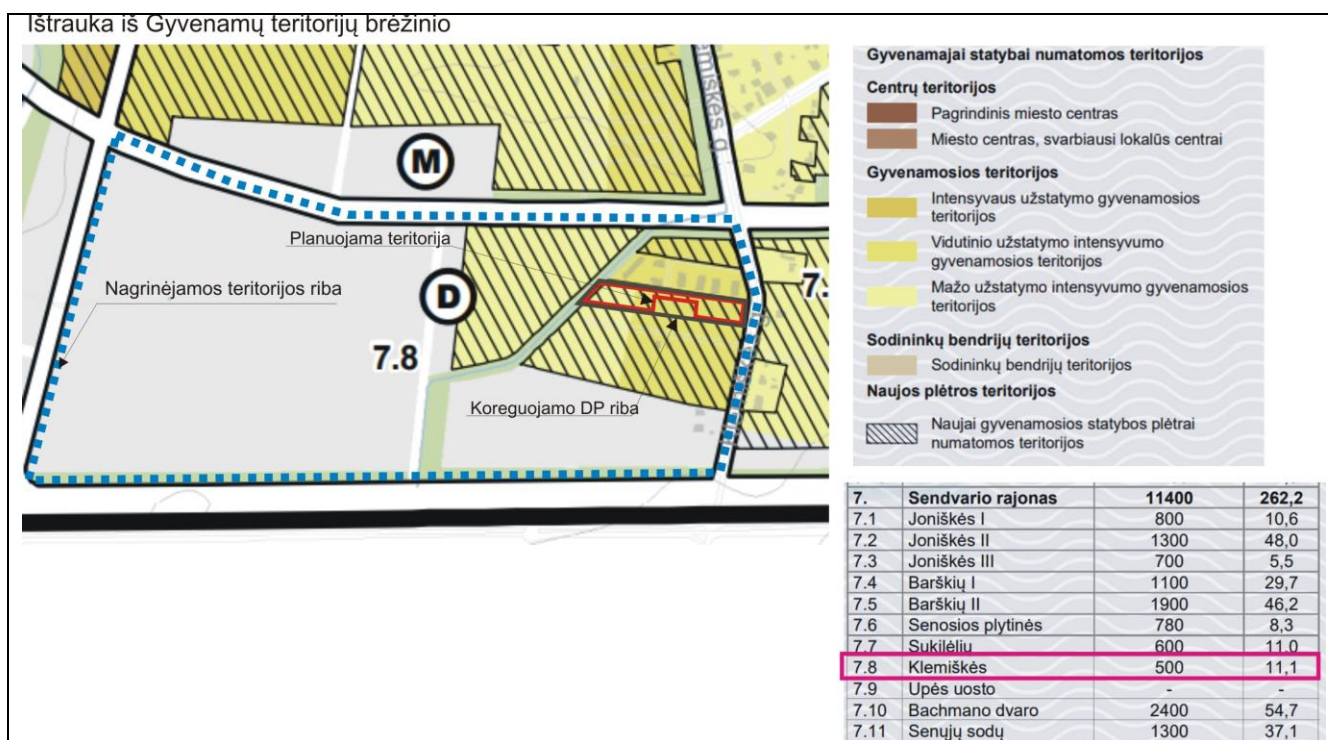 Ištrauka iš Gyvenamų teritorijų brėžinio
M
Planuojama teritorija
Nagrinėjamos teritorijos riba
D
7.
7.8
Koreguojamo DP riba
Gyvenamajai statybai numatomos teritorijos
Centrų teritorijos
Pagrindinis miesto centras
Miesto centras, svarbiausi lokalūs centrai
Gyvenamosios teritorijos
Intensyvaus užstatymo gyvenamosios
teritorijos
Vidutinio užstatymo intensyvumo
gyvenamosios teritorijos
Mažo užstatymo intensyvumo gyvenamosios
teritorijos
Sodininkų bendrijų teritorijos
Sodininkų bendrijų teritorijos
Naujos plėtros teritorijos
Naujai gyvenamosios statybos plėtrai
numatomos teritorijos
7. Sendvario rajonas 11400 262,2
7.1 Joniškės I 800 10,6
7.2 Joniškės II 1300 48,0
7.3 Joniškės III 700 5,5
7.4 Barškių I 1100 29,7
7.5 Barškių II 1900 46,2
7.6 Senosios plytinės 780 8,3
7.7 Sukilėlių 600 11,0
7.8 Klemiškės 500 11,1
7.9 Upės uosto - -
7.10 Bachmano dvaro 2400 54,7
7.11 Senųjų sodų 1300 37,1